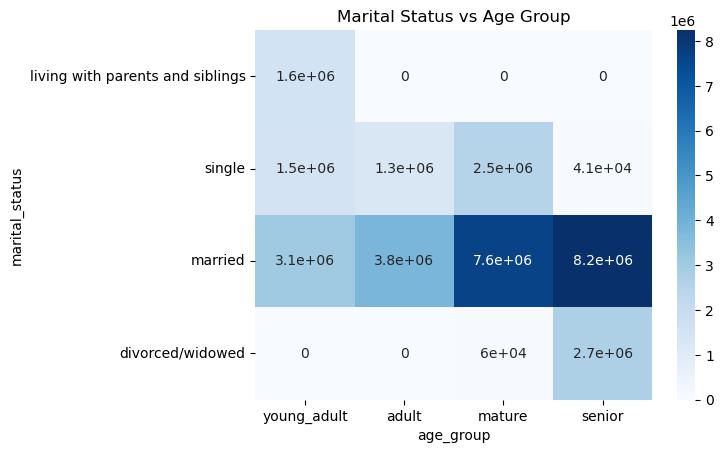 Marital Status vs Age Group
1e6
living with parents and siblings 1.6e+06 0 0 0
single 1.5e+06 1.3e+06 2.5e+06 4.1e+04
married 3.1e+06 3.8e+06 7.6e+06 8.2e+06
divorced/widowed 0 0 6e+04 2.7e+06
marital_status
young_adult adult mature senior
age_group
8
7
6
5
4
3
2
1
0